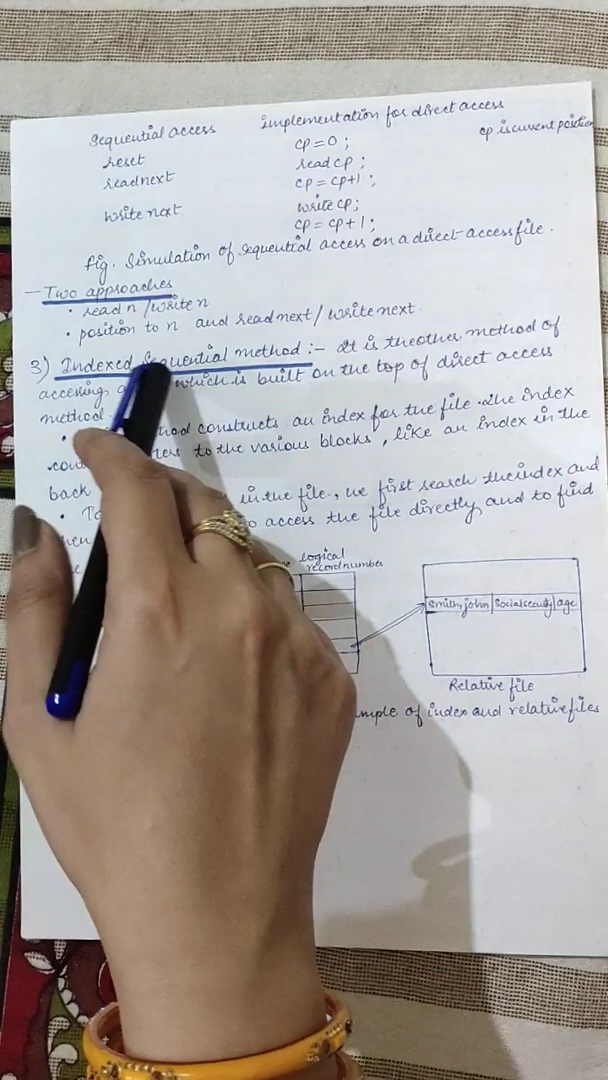 Sequential access implementation for direct access
reset cp=0; cp is current position
read next read cp;
cp = cp+1;
write next write cp;
cp = cp+1;
fig. Simulation of sequential access on a direct access file.
– Two approaches
• read n / write n
• position to n and read next / write next
3) Indexed Sequential method :- It is the other method of
accessing a which is built on the top of direct access
method.
• constructs an index for the file. The index
to the various blocks, like an index in the
back in the file, we first search the index and
• To access the file directly and to find
logical
record number
Smith, john social security age
Relative file
of index and relative files